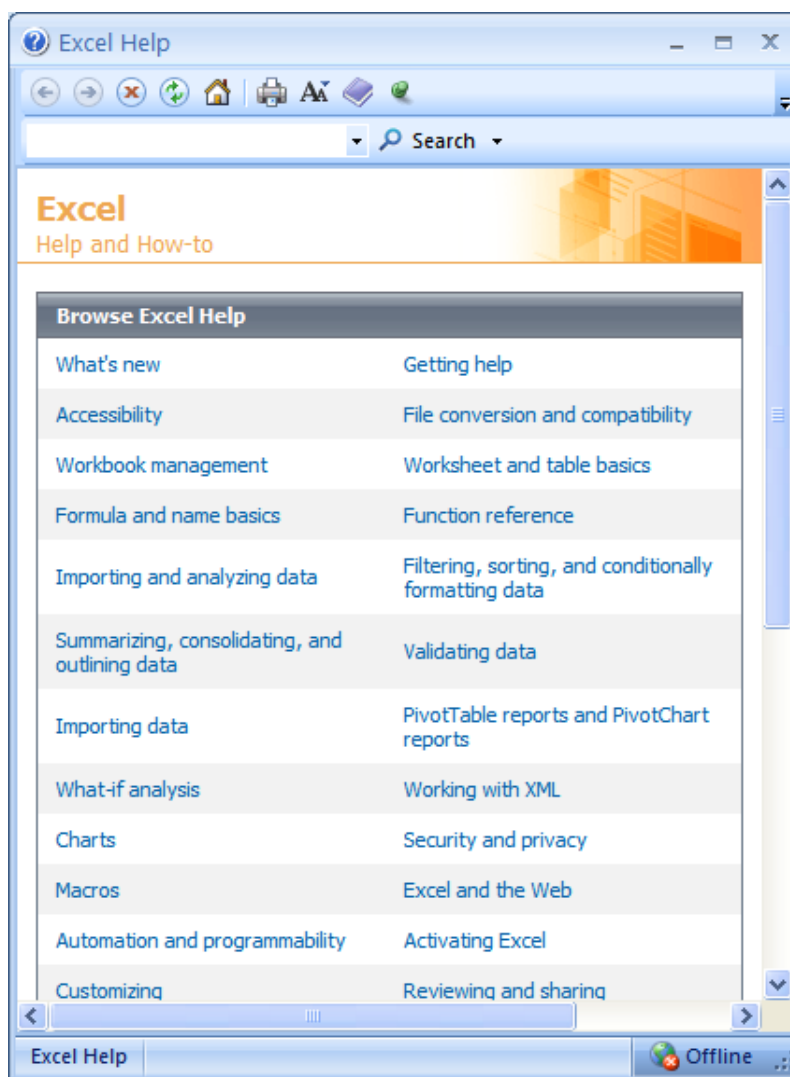 Excel Help
Search
Excel
Help and How-to
Browse Excel Help
What's new Getting help
Accessibility File conversion and compatibility
Workbook management Worksheet and table basics
Formula and name basics Function reference
Importing and analyzing data Filtering, sorting, and conditionally
formatting data
Summarizing, consolidating, and
outlining data Validating data
Importing data PivotTable reports and PivotChart
reports
What-if analysis Working with XML
Charts Security and privacy
Macros Excel and the Web
Automation and programmability Activating Excel
Customizing Reviewing and sharing
Excel Help Offline